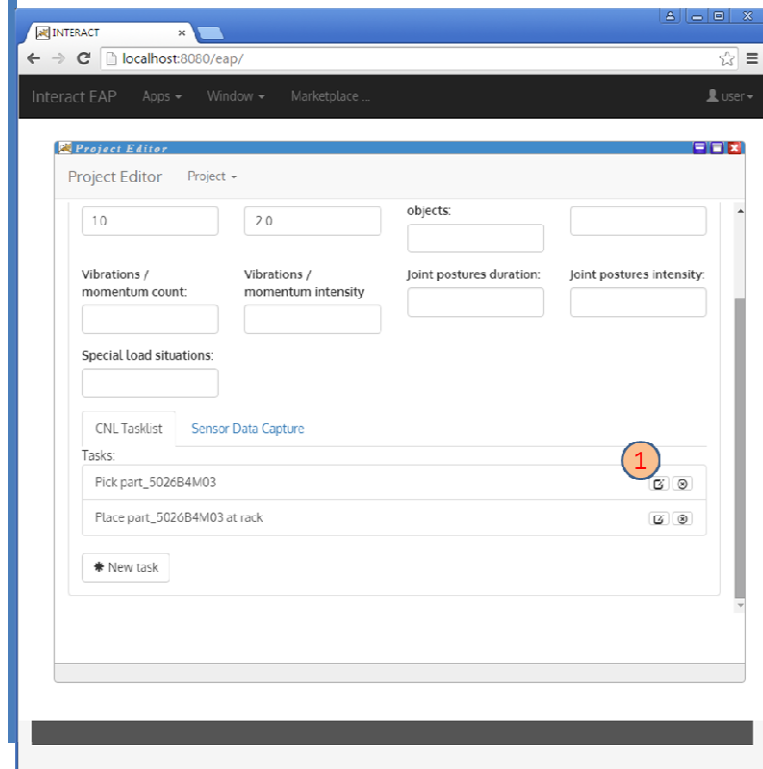 INTERACT
localhost:8080/eap/
Interact EAP Apps Window Marketplace ... user
Project Editor
Project Editor Project
1.0 2.0 objects:
Vibrations / momentum count: Vibrations / momentum intensity Joint postures duration: Joint postures intensity:
Special load situations:
CNL Tasklist Sensor Data Capture
Tasks:
1
Pick part_5026B4M03
Place part_5026B4M03 at rack
New task